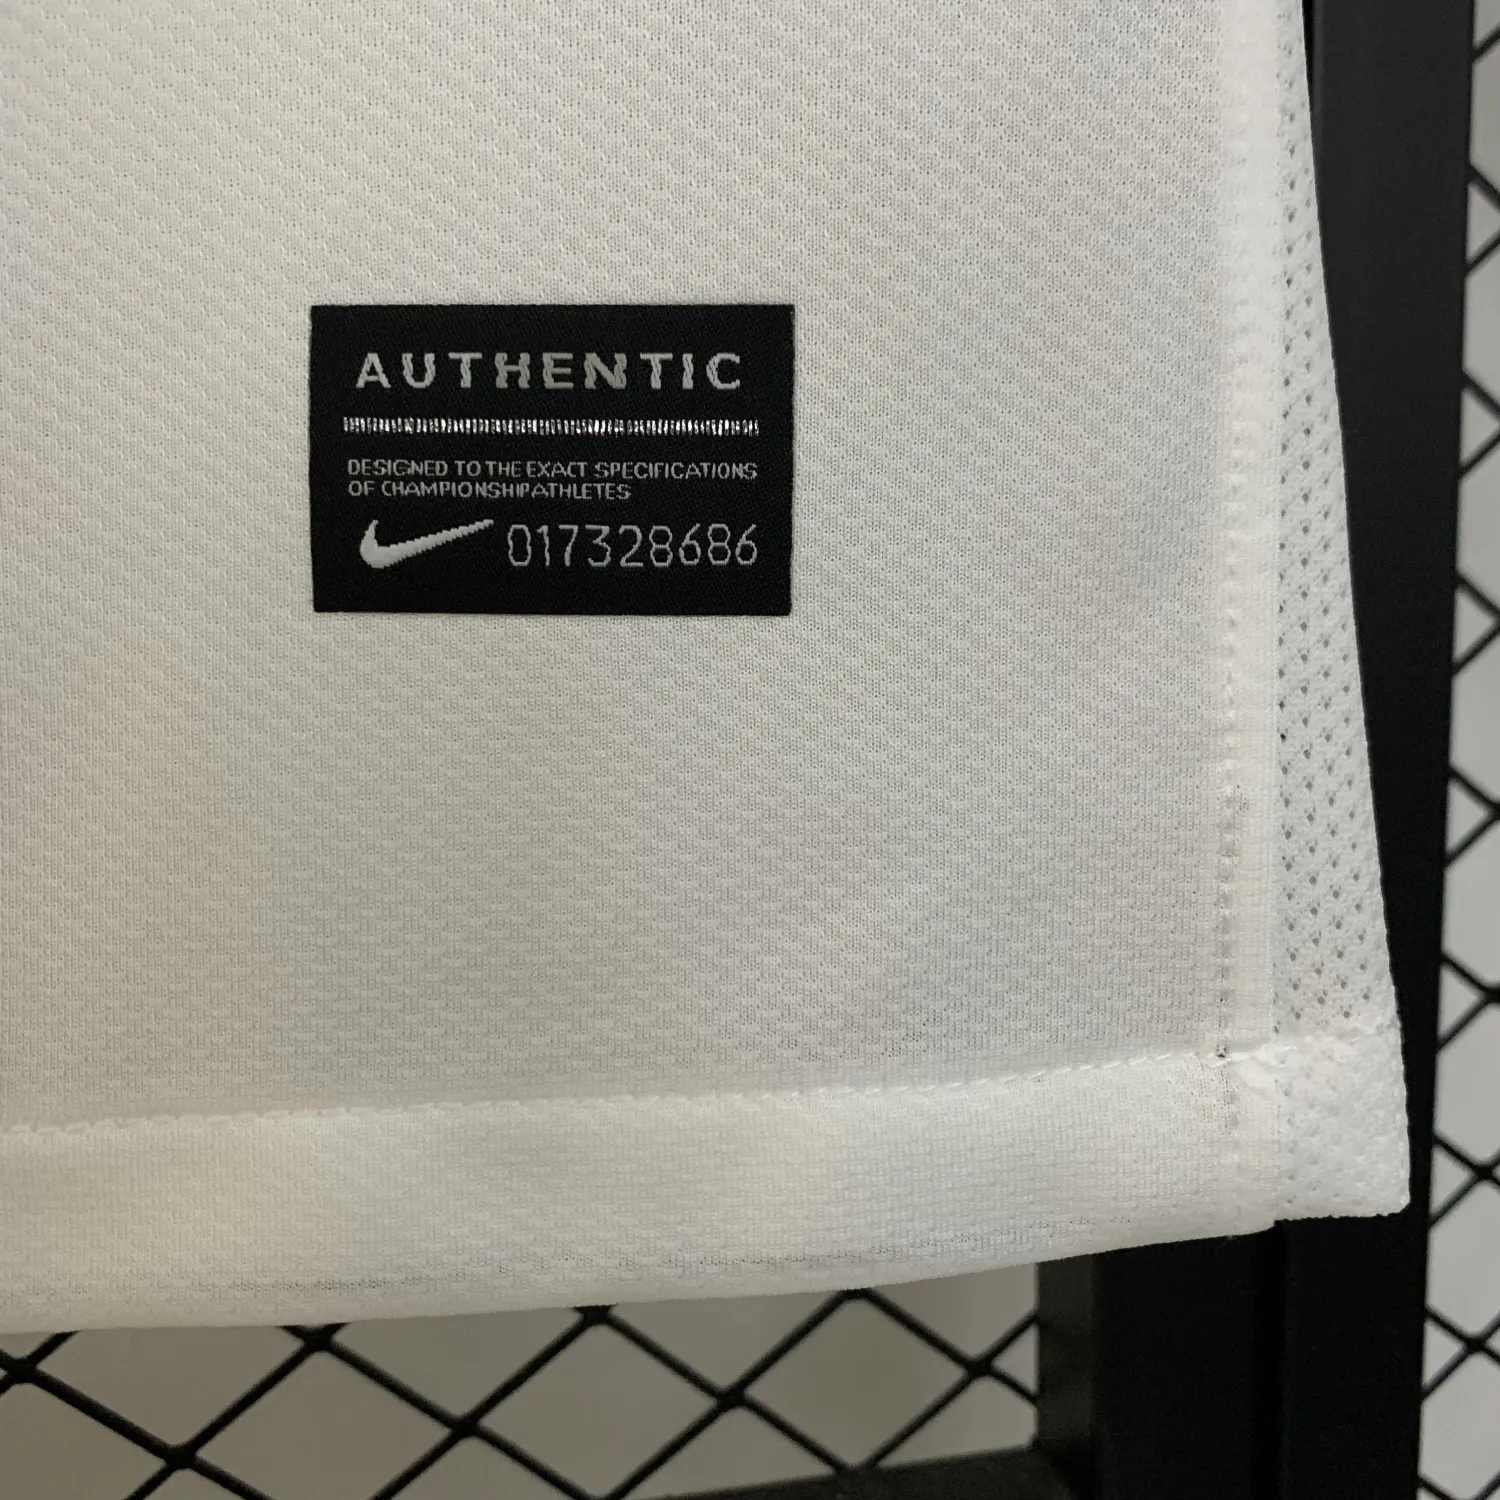 AUTHENTIC
DESIGNED TO THE EXACT SPECIFICATIONS
OF CHAMPIONSHIP ATHLETES
017328686